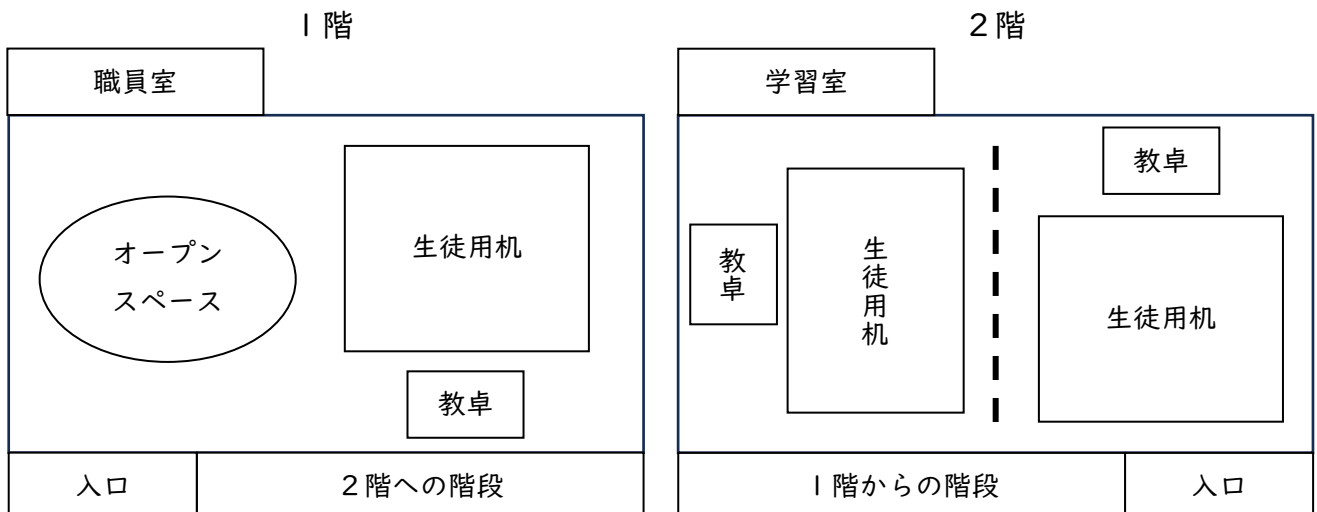 1階
職員室
オープン
スペース
生徒用机
教卓
入口
2階への階段
2階
学習室
教卓
生徒用机
教卓
生徒用机
1階からの階段
入口